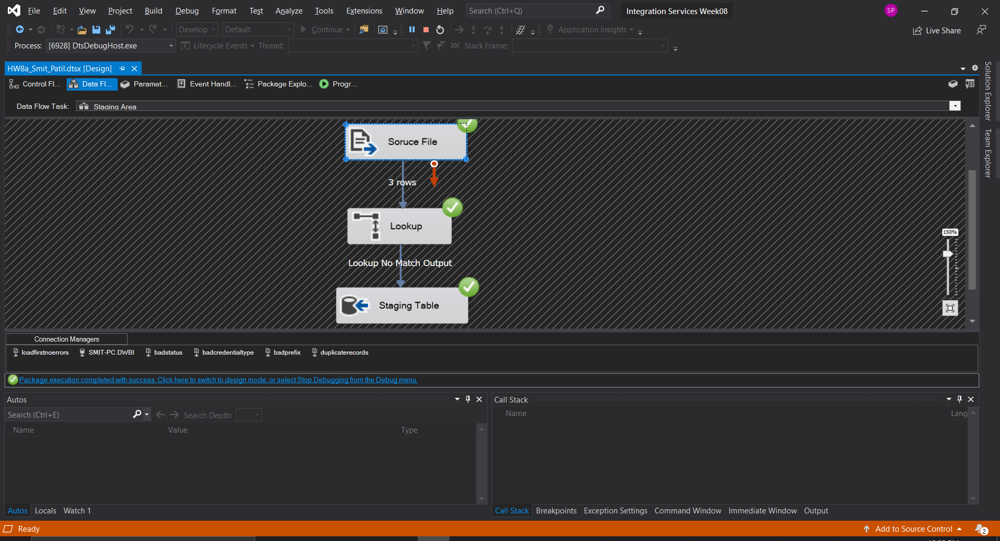 File Edit View Project Build Debug Format Test Analyze Tools Extensions Window Help Search (Ctrl+Q) Integration Services Week08 SP
Develop Default Continue Application Insights Live Share
Process: [6928] DtsDebugHost.exe Lifecycle Events Thread: Stack Frame:
HW8a_Smit_Patil.dtsx [Design]
Control Fl... Data Fl... Paramet... Event Handl... Package Explo... Progr...
Data Flow Task: Staging Area
Soruce File
3 rows
Lookup
Lookup No Match Output
Staging Table
150%
Solution Explorer
Team Explorer
Connection Managers
loadfirstnoerrors SMIT-PC.DWBI badstatus badcredentialtype badprefix duplicaterecords
Package execution completed with success. Click here to switch to design mode, or select Stop Debugging from the Debug menu.
Autos
Search (Ctrl+E) Search Depth:
Name Value Type
Autos Locals Watch 1
Call Stack
Name Lang
Call Stack Breakpoints Exception Settings Command Window Immediate Window Output
Ready Add to Source Control 2